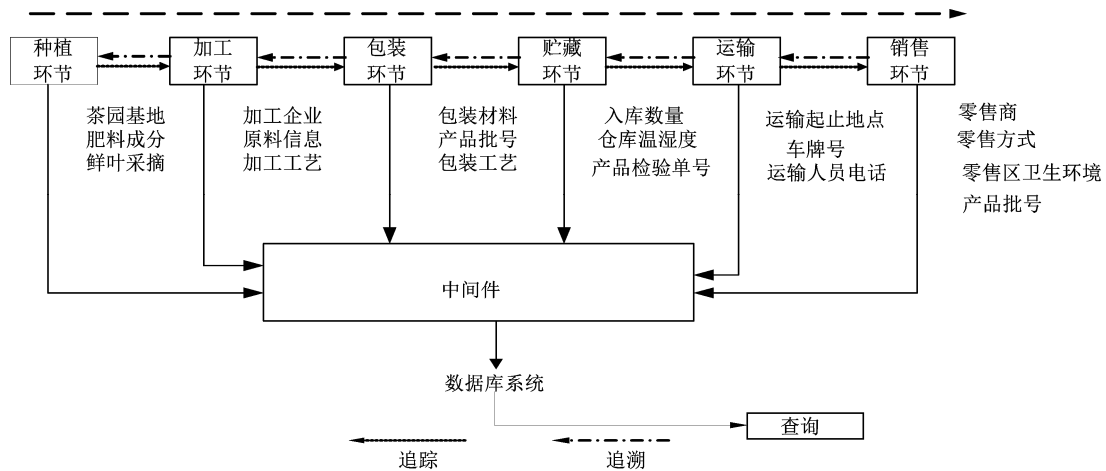 种植
环节
加工
环节
包装
环节
贮藏
环节
运输
环节
销售
环节
茶园基地
肥料成分
鲜叶采摘
加工企业
原料信息
加工工艺
包装材料
产品批号
包装工艺
入库数量
仓库温湿度
产品检验单号
运输起止地点
车牌号
运输人员电话
零售商
零售方式
零售区卫生环境
产品批号
中间件
数据库系统
查询
追踪
追溯